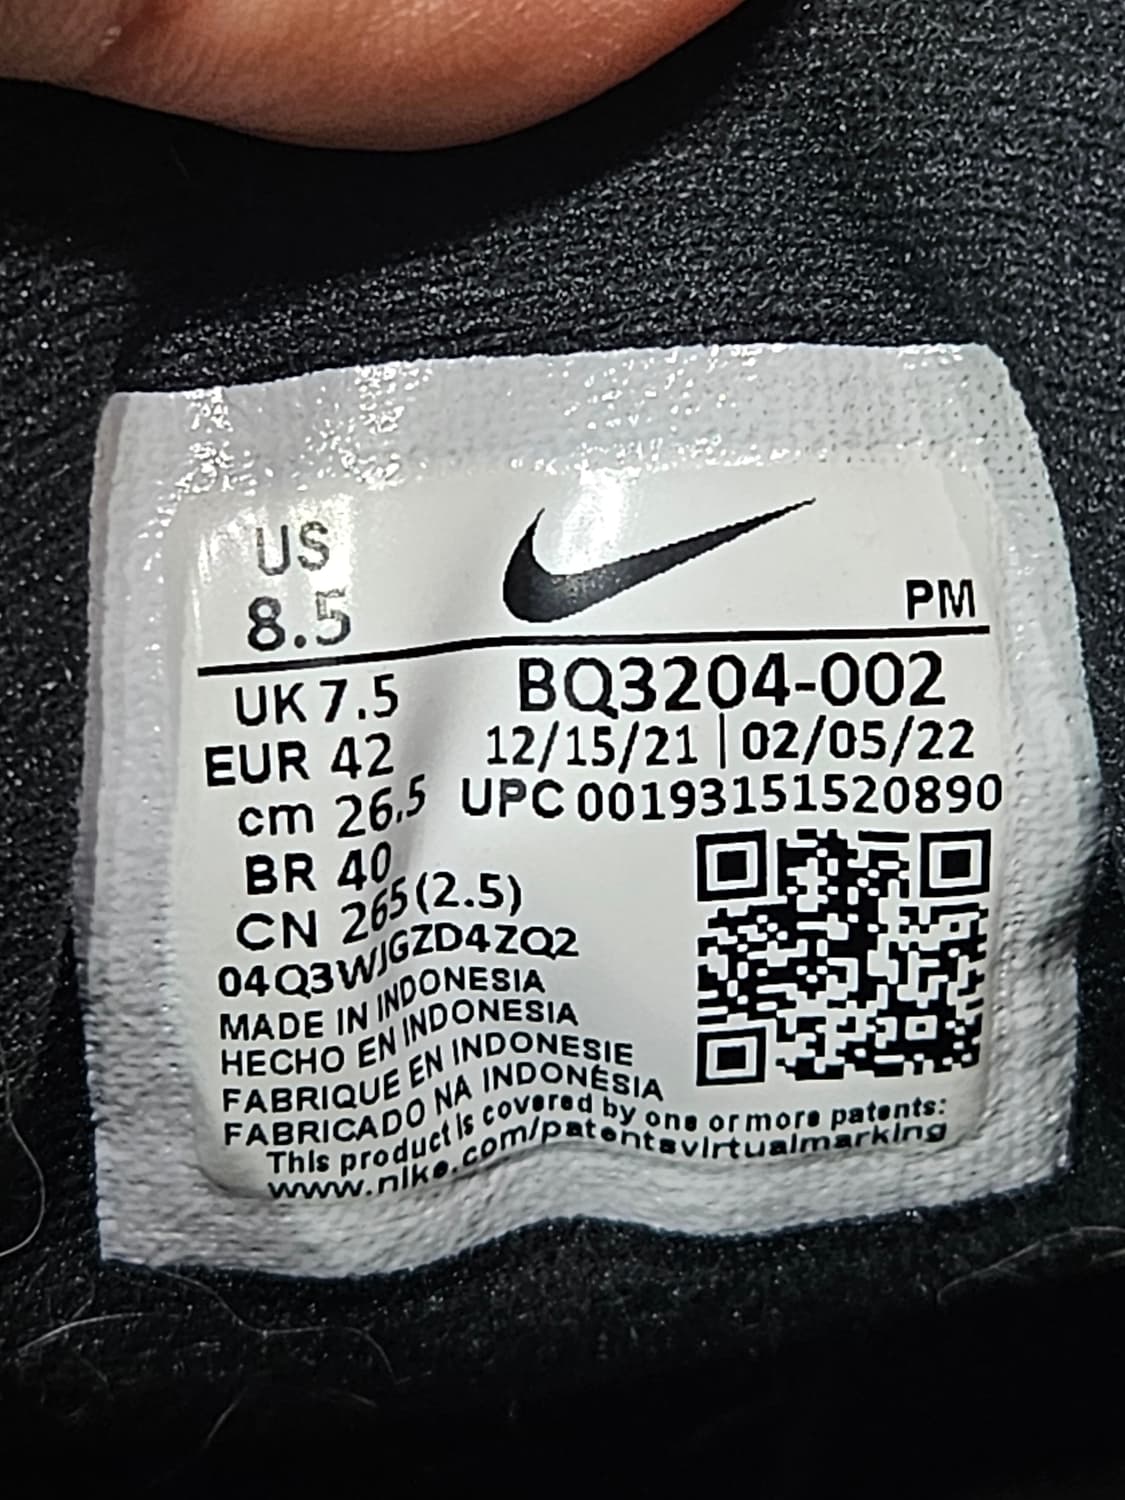 US
8.5
PM
UK 7.5
BQ3204-002
EUR 42
12/15/21 | 02/05/22
cm 26.5
UPC 00193151520890
BR 40
CN 265 (2.5)
04Q3WJGZD4ZQ2
MADE IN INDONESIA
HECHO EN INDONESIA
FABRIQUE EN INDONESIE
FABRICADO NA INDONÉSIA
This product is covered by one or more patents:
www.nike.com/patentsvirtualmarking